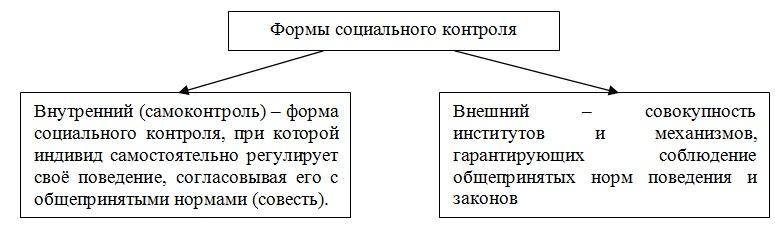 Формы социального контроля
Внутренний (самоконтроль) – форма
социального контроля, при которой
индивид самостоятельно регулирует
своё поведение, согласовывая его с
общепринятыми нормами (совесть).
Внешний – совокупность
институтов и механизмов,
гарантирующих соблюдение
общепринятых норм поведения и
законов